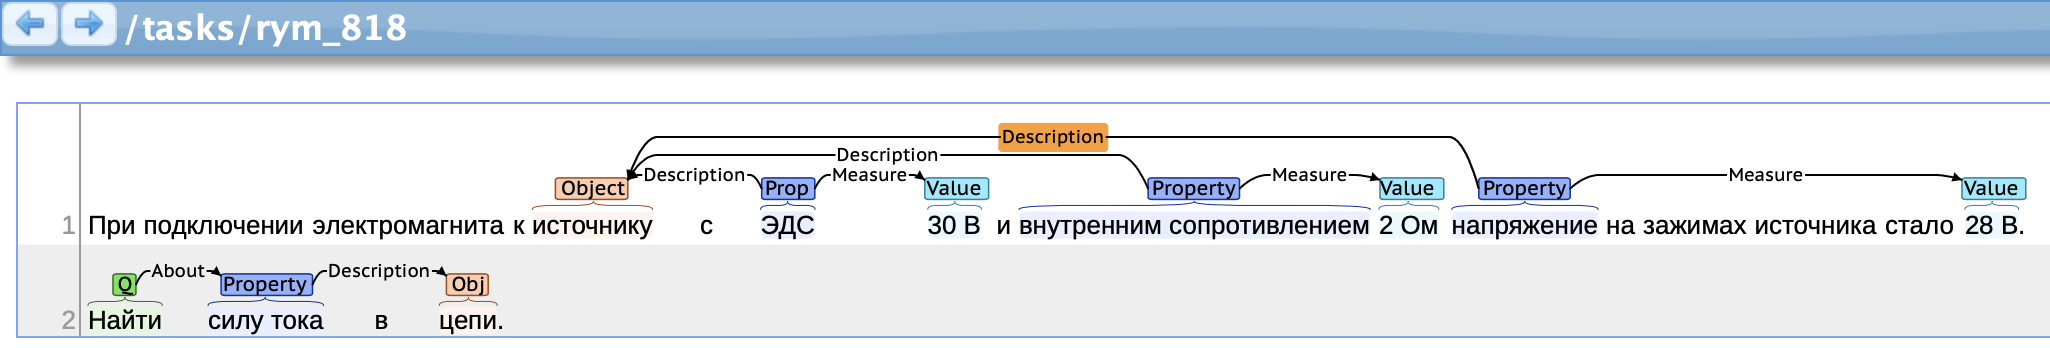 /tasks/rym_818
Description
Description
Object Description Prop Measure Value Property Measure Value Property Measure Value
1 При подключении электромагнита к источнику с ЭДС 30 В и внутренним сопротивлением 2 Ом напряжение на зажимах источника стало 28 В.
Q About Property Description Obj
2 Найти силу тока в цепи.